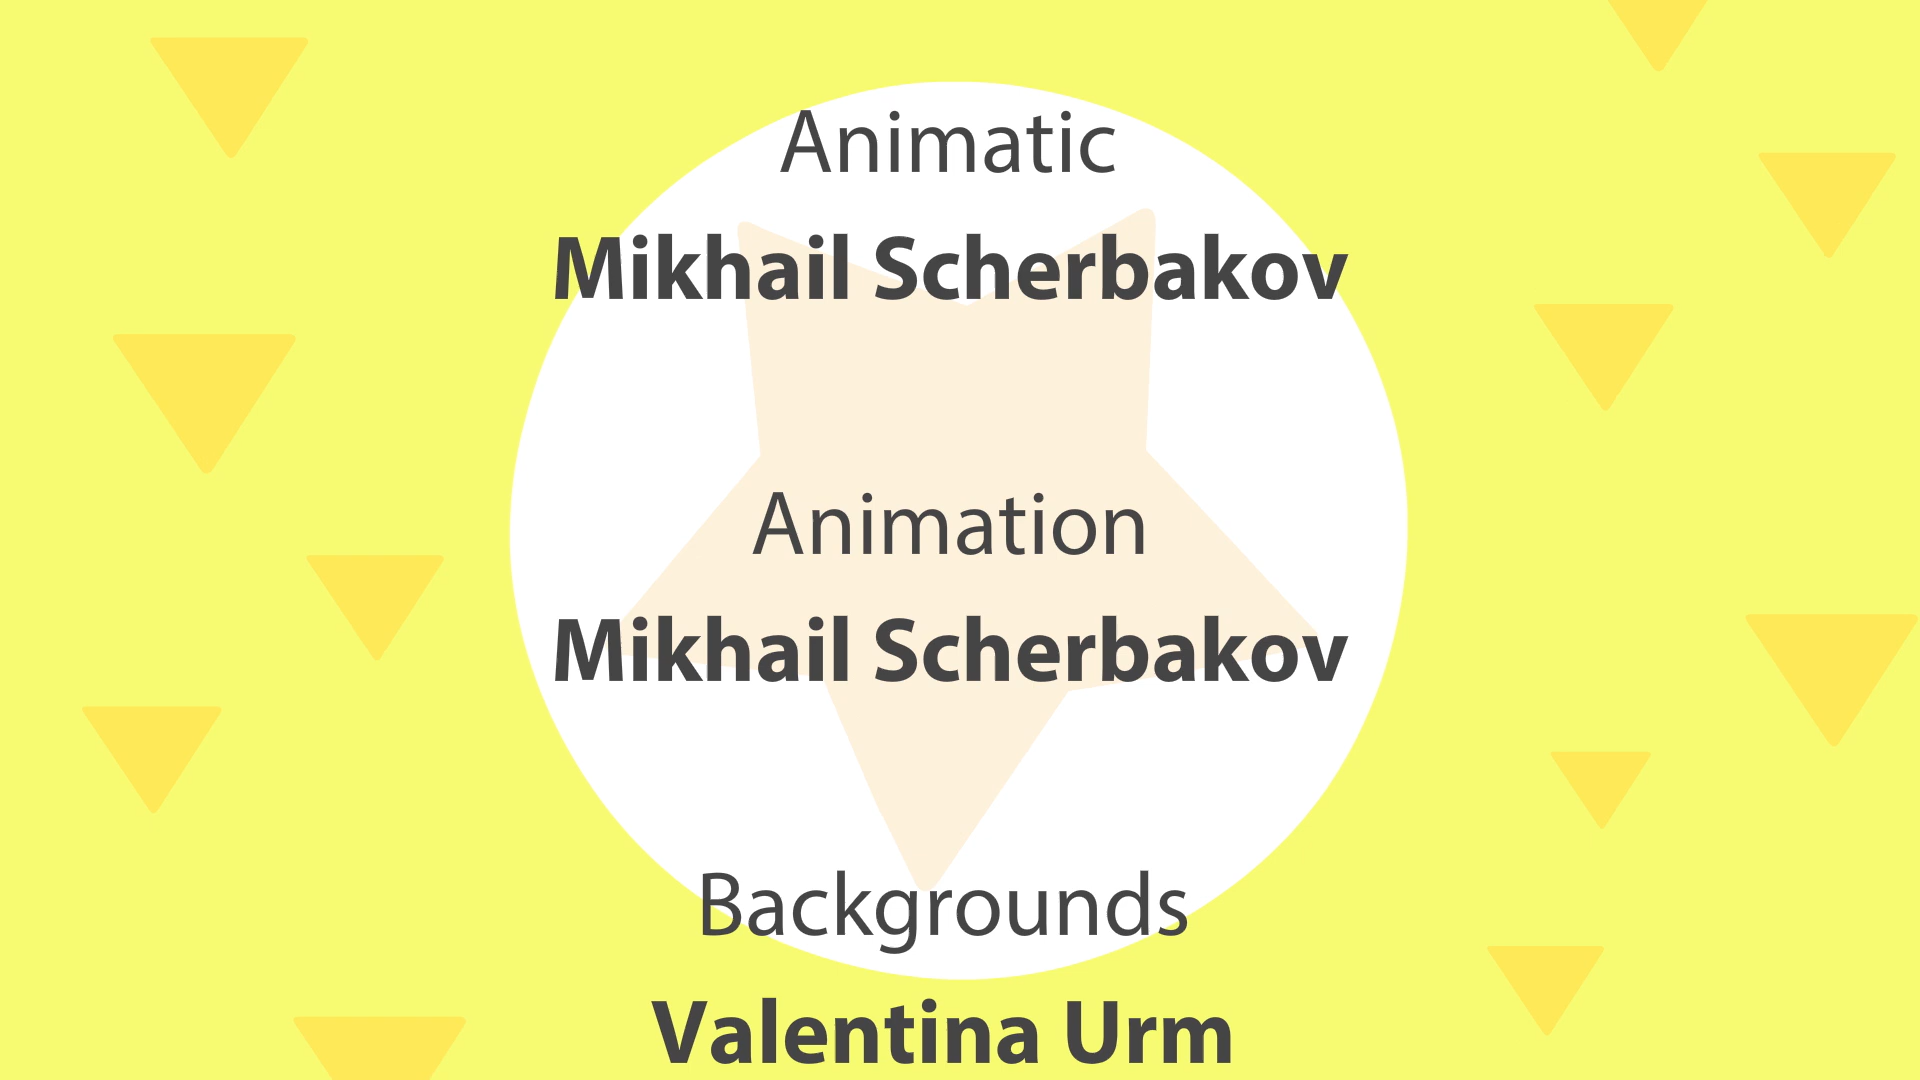 Animatic
Mikhail Scherbakov
Animation
Mikhail Scherbakov
Backgrounds
Valentina Urm